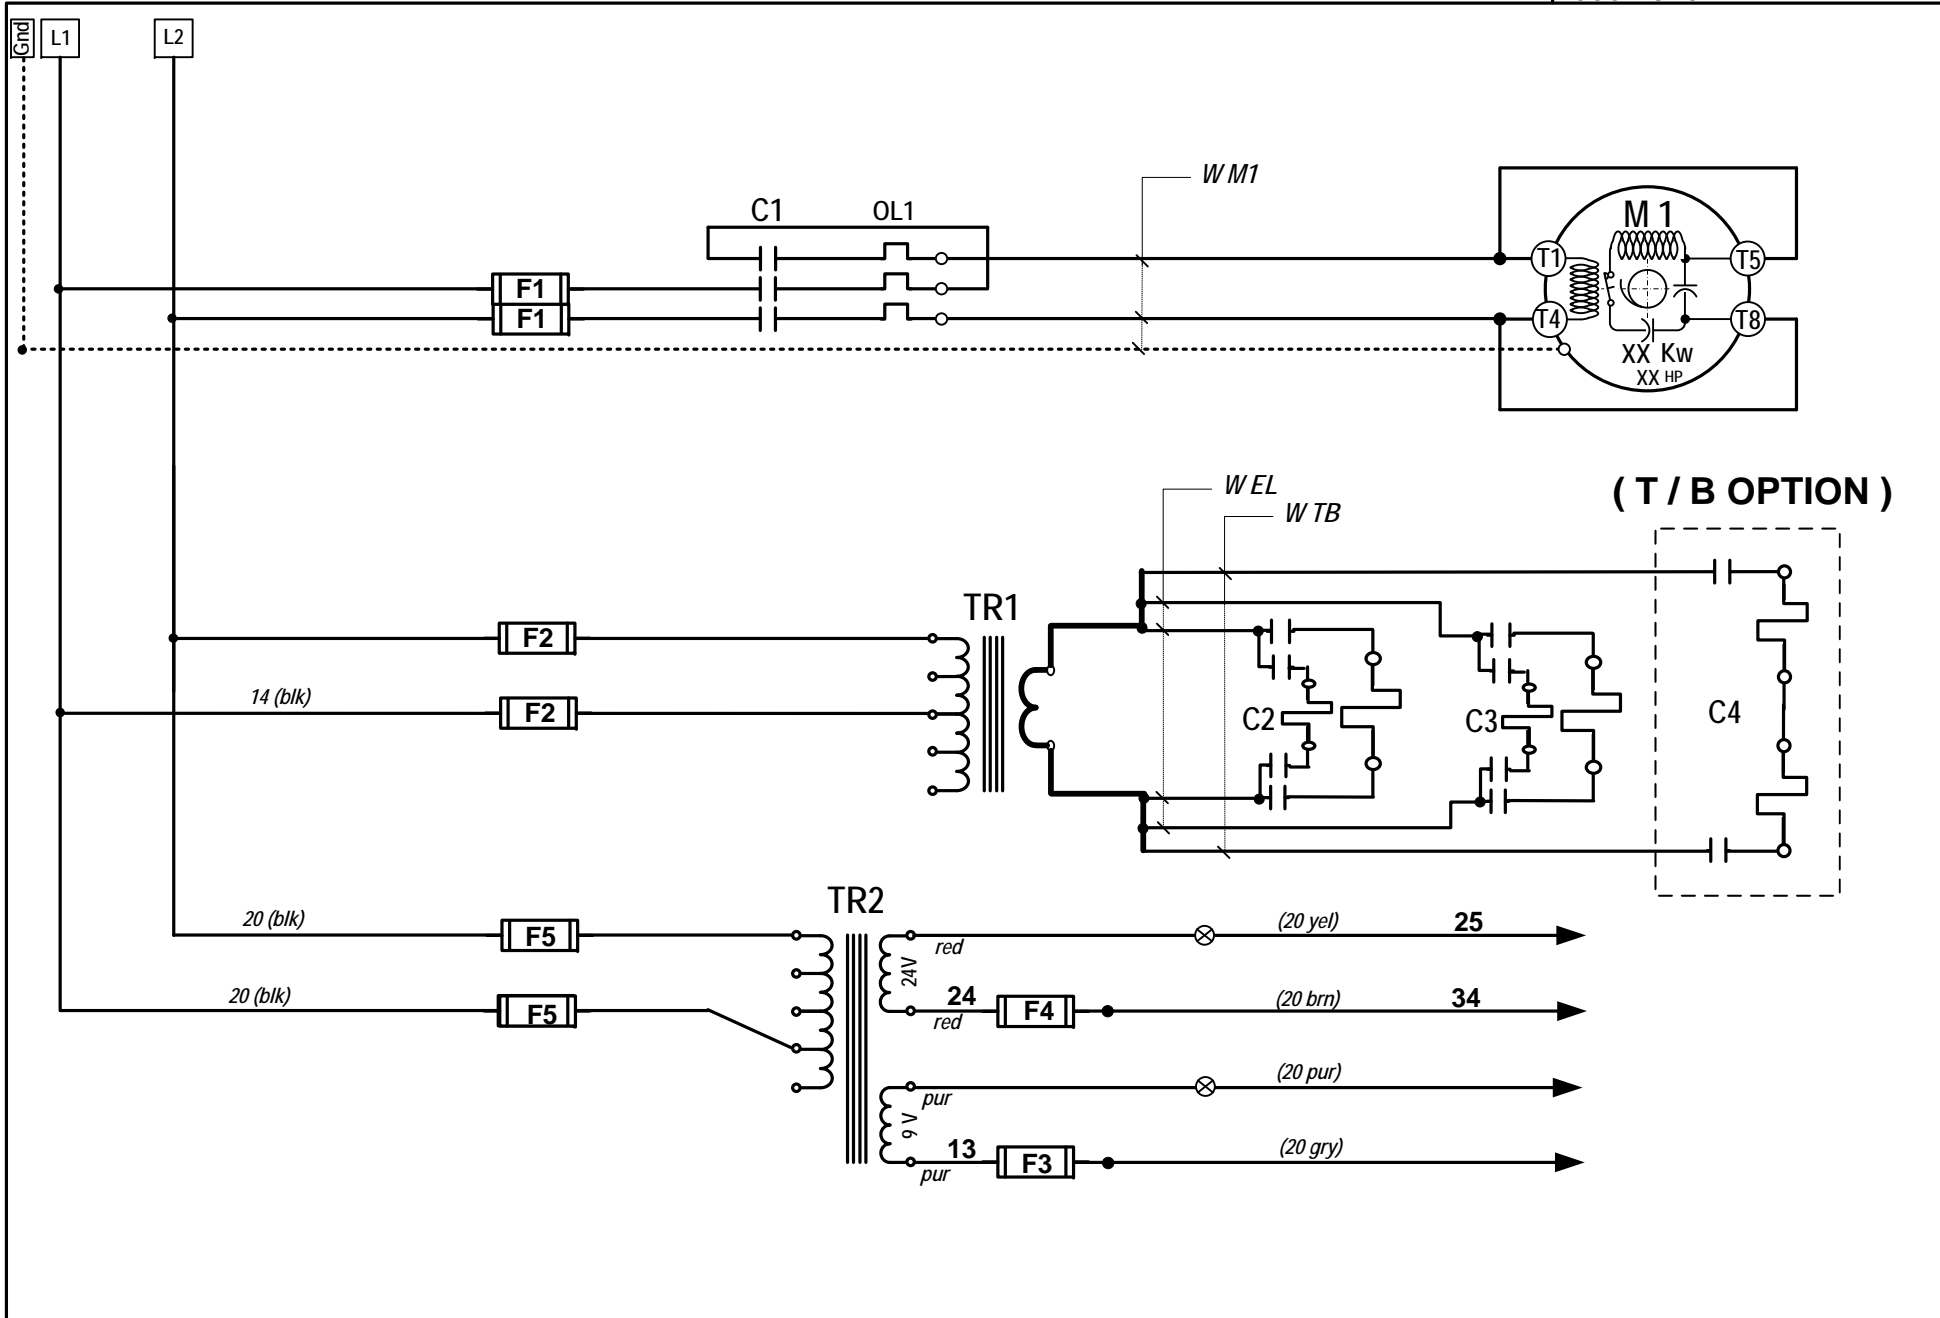 Gnd L1 L2
W M1
C1 OL1
M 1
T1 T5
F1
F1
T4 T8
XX Kw
XX HP
W EL
( T / B OPTION )
W TB
TR1
F2
14 (blk)
F2
C2 C3 C4
TR2
20 (blk)
F5
red
24V
(20 yel) 25
20 (blk)
F5
24
red
F4
(20 brn) 34
pur
9 V
(20 pur)
13
pur
F3
(20 gry)